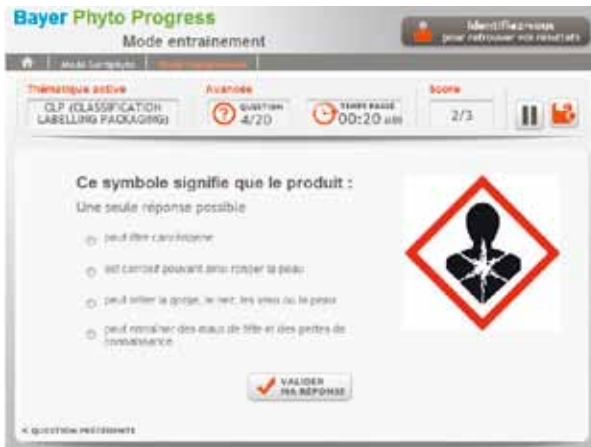 Bayer Phyto Progress
Mode entrainement
Identifiez-vous
pour retrouver vos résultats
Mode Certiphyto
Thématique active
Avancée
Score
CLP (CLASSIFICATION
LABELLING PACKAGING)
QUESTION
4/20
TEMPS PASSÉ
00:20
2/3
Ce symbole signifie que le produit :
Une seule réponse possible
peut être cancérogène
est corrosif pouvant ainsi ronger la peau
peut irriter la gorge, le nez, les yeux ou la peau
peut entraîner des maux de tête et des pertes de
connaissance
VALIDER
MA RÉPONSE
< QUESTION PRÉCÉDENTE